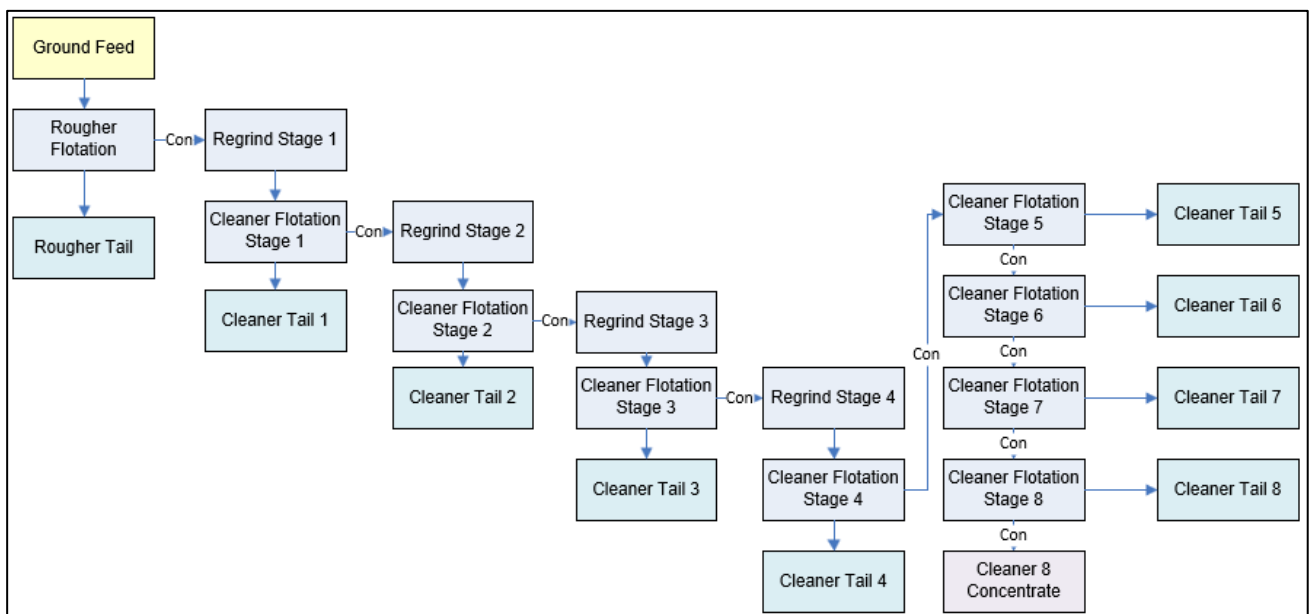 Ground Feed
Rougher
Flotation
Con
Regrind Stage 1
Rougher Tail
Cleaner Flotation
Stage 1
Con
Regrind Stage 2
Cleaner Tail 1
Cleaner Flotation
Stage 2
Con
Regrind Stage 3
Cleaner Tail 2
Cleaner Flotation
Stage 3
Con
Regrind Stage 4
Cleaner Tail 3
Cleaner Flotation
Stage 4
Cleaner Tail 4
Con
Cleaner Flotation
Stage 5
Cleaner Tail 5
Con
Cleaner Flotation
Stage 6
Cleaner Tail 6
Con
Cleaner Flotation
Stage 7
Cleaner Tail 7
Con
Cleaner Flotation
Stage 8
Cleaner Tail 8
Con
Cleaner 8
Concentrate